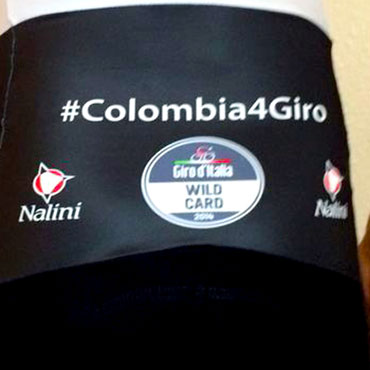 #Colombia4Giro
Giro d'Italia
WILD
CARD
2014
Nalini
Nalini